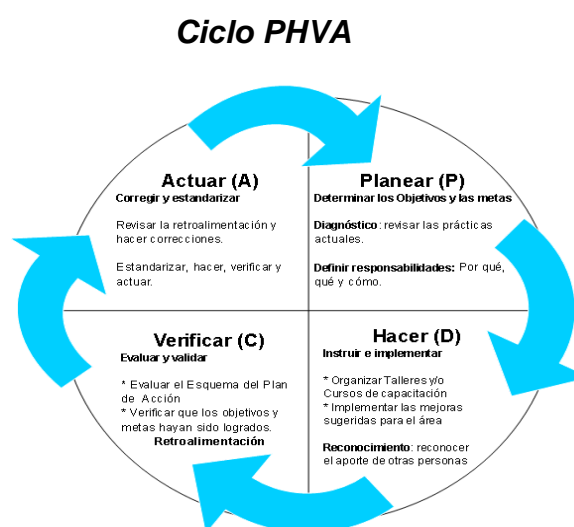 Ciclo PHVA
Actuar (A)
Corregir y estandarizar
Revisar la retroalimentación y
hacer correcciones.
Estandarizar, hacer, verificar y
actuar.
Planear (P)
Determinar los Objetivos y las metas
Diagnóstico: revisar las prácticas
actuales.
Definir responsabilidades: Por qué,
qué y cómo.
Verificar (C)
Evaluar y validar
* Evaluar el Esquema del Plan
de Acción
* Verificar que los objetivos y
metas hayan sido logrados.
Retroalimentación
Hacer (D)
Instruir e implementar
* Organizar Talleres y/o
Cursos de capacitación
* Implementar las mejoras
sugeridas para el área
Reconocimiento: reconocer
el aporte de otras personas